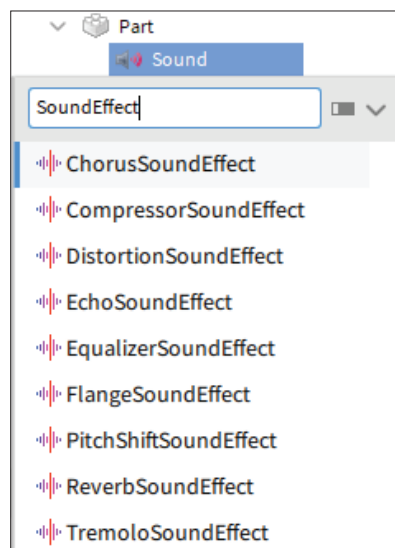 Part
Sound
SoundEffect
ChorusSoundEffect
CompressorSoundEffect
DistortionSoundEffect
EchoSoundEffect
EqualizerSoundEffect
FlangeSoundEffect
PitchShiftSoundEffect
ReverbSoundEffect
TremoloSoundEffect